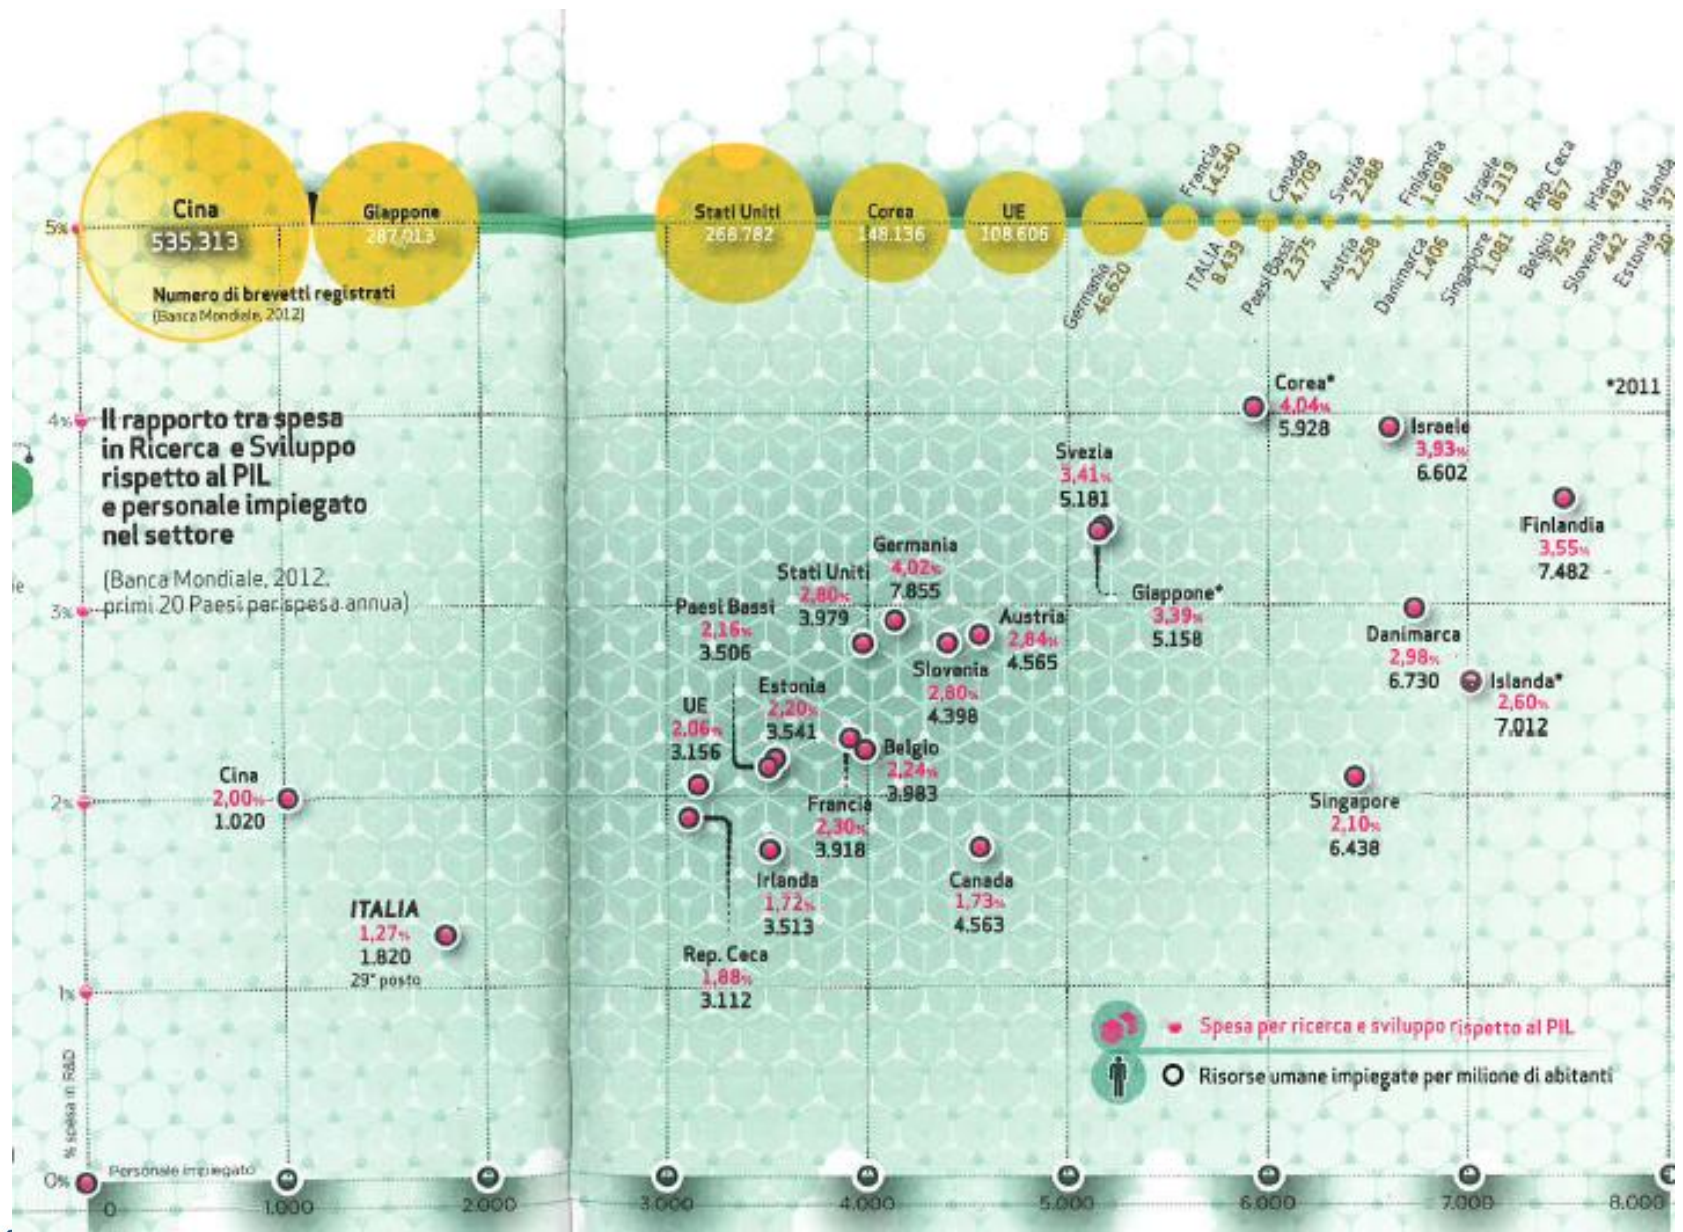 Cina
535.313
Numero di brevetti registrati
(Banca Mondiale, 2012)
Giappone
287.013
Stati Uniti
268.782
Corea
148.136
UE
108.606
Germania
46.620
Francia
14.540
ITALIA
8.439
Canada
4.709
Paesi Bassi
2.375
Svezia
2.288
Austria
2.258
Finlandia
1.698
Danimarca
1.406
Israele
1.319
Singapore
1.081
Rep. Ceca
867
Belgio
755
Irlanda
492
Slovenia
442
Islanda
37
Estonia
20
5%
4%
3%
2%
1%
0%
% spesa in R&D
Il rapporto tra spesa
in Ricerca e Sviluppo
rispetto al PIL
e personale impiegato
nel settore
(Banca Mondiale, 2012,
primi 20 Paesi per spesa annua)
*2011
Corea*
4,04%
5.928
Israele
3,93%
6.602
Svezia
3,41%
5.181
Finlandia
3,55%
7.482
Germania
4,02%
7.855
Stati Uniti
2,80%
3.979
Giappone*
3,39%
5.158
Paesi Bassi
2,16%
3.506
Austria
2,84%
4.565
Danimarca
2,98%
6.730
Slovenia
2,80%
4.398
Islanda*
2,60%
7.012
Estonia
2,20%
3.541
UE
2,06%
3.156
Belgio
2,24%
3.983
Cina
2,00%
1.020
Francia
2,30%
3.918
Singapore
2,10%
6.438
Irlanda
1,72%
3.513
Canada
1,73%
4.563
ITALIA
1,27%
1.820
29° posto
Rep. Ceca
1,88%
3.112
Spesa per ricerca e sviluppo rispetto al PIL
Risorse umane impiegate per milione di abitanti
Personale impiegato
0
1.000
2.000
3.000
4.000
5.000
6.000
7.000
8.000